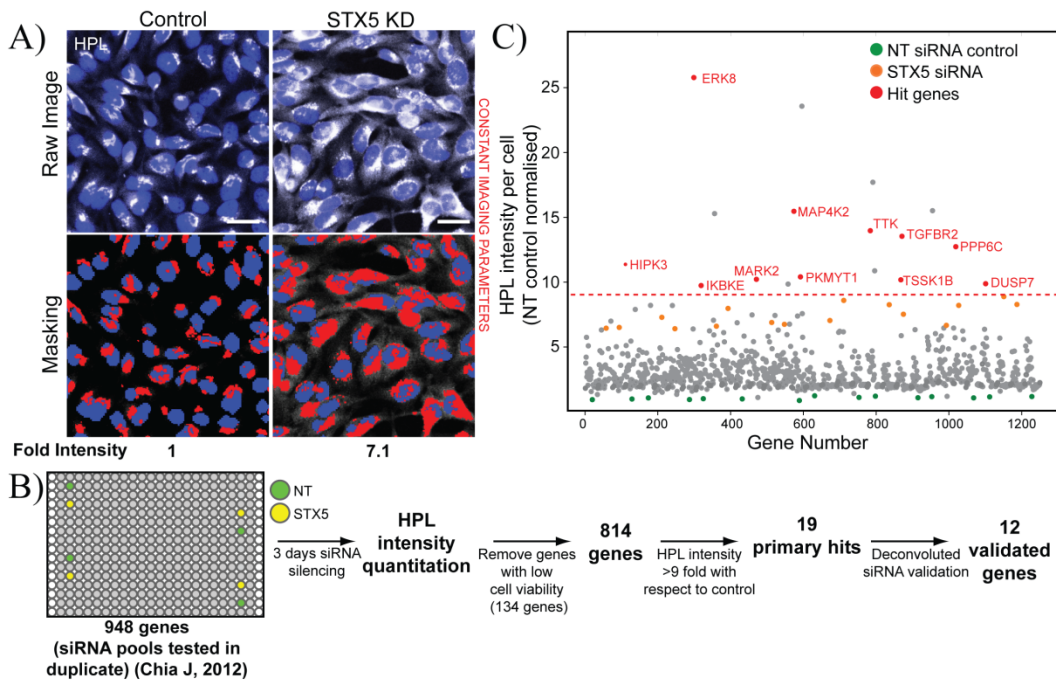 A)
Control
STX5 KD
HPL
Raw Image
Masking
CONSTANT IMAGING PARAMETERS
Fold Intensity
1
7.1
C)
HPL intensity per cell
(NT control normalised)
25
20
15
10
5
0
200
400
600
800
1000
1200
Gene Number
NT siRNA control
STX5 siRNA
Hit genes
ERK8
MAP4K2
TTK
TGFBR2
PPP6C
HIPK3
IKBKE
MARK2
PKMYT1
TSSK1B
DUSP7
B)
NT
STX5
948 genes
(siRNA pools tested in
duplicate) (Chia J, 2012)
3 days siRNA
silencing
HPL
intensity
quantitation
Remove genes
with low
cell viability
(134 genes)
814
genes
HPL intensity
>9 fold with
respect to control
19
primary hits
Deconvoluted
siRNA validation
12
validated
genes